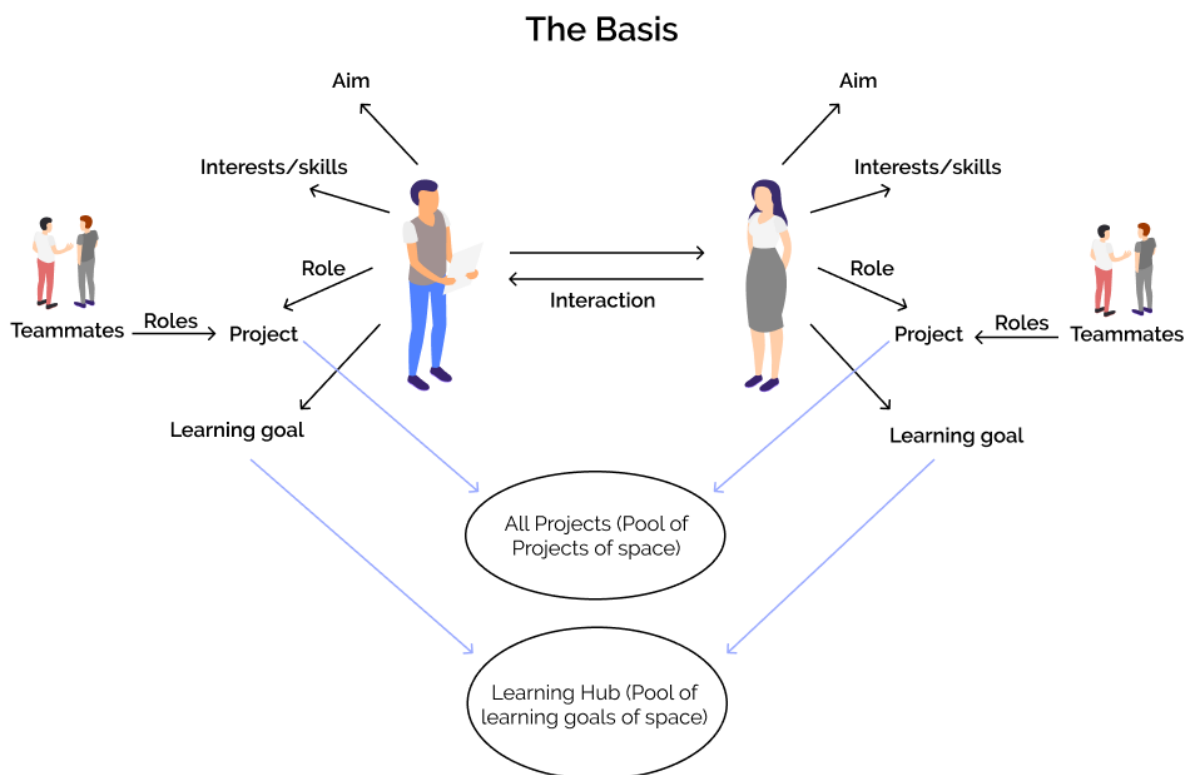 The Basis
Aim
Aim
Interests/skills
Interests/skills
Role
Role
Interaction
Teammates
Roles
Project
Project
Roles
Teammates
Learning goal
Learning goal
All Projects (Pool of
Projects of space)
Learning Hub (Pool of
learning goals of space)